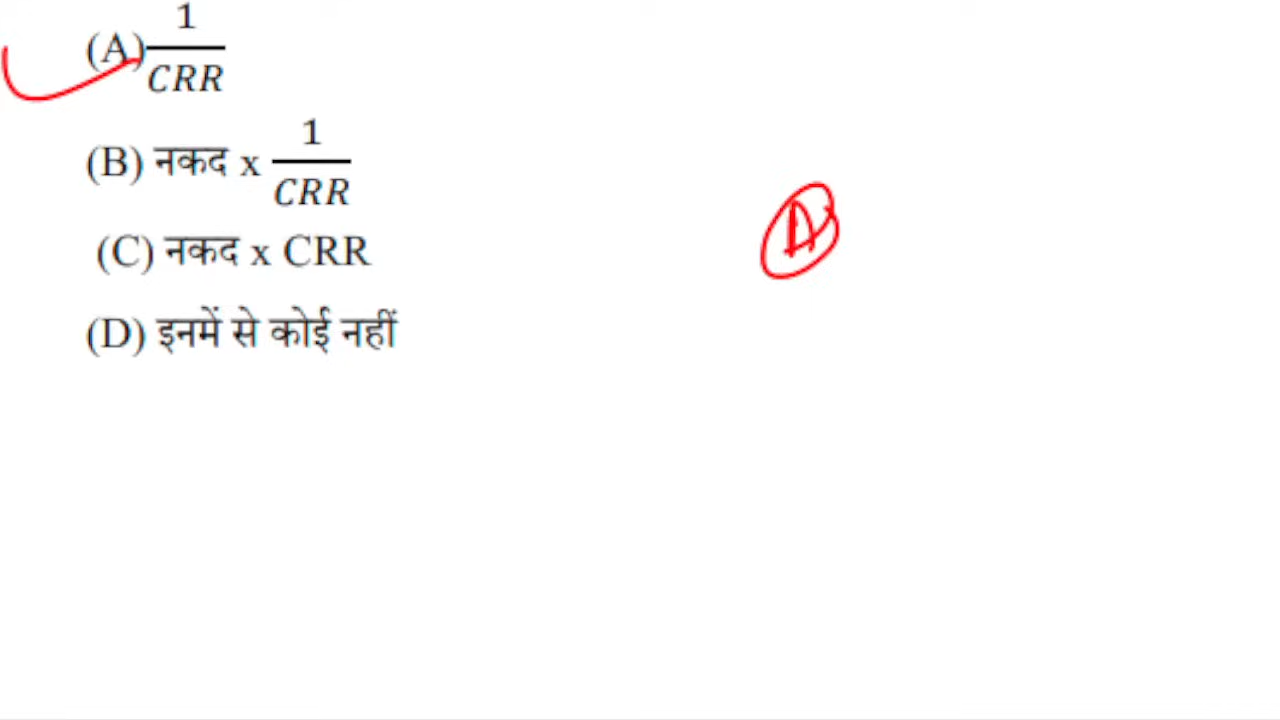 (A) 1/CRR
(B) नकद x 1/CRR
(C) नकद x CRR
(D) इनमें से कोई नहीं
A